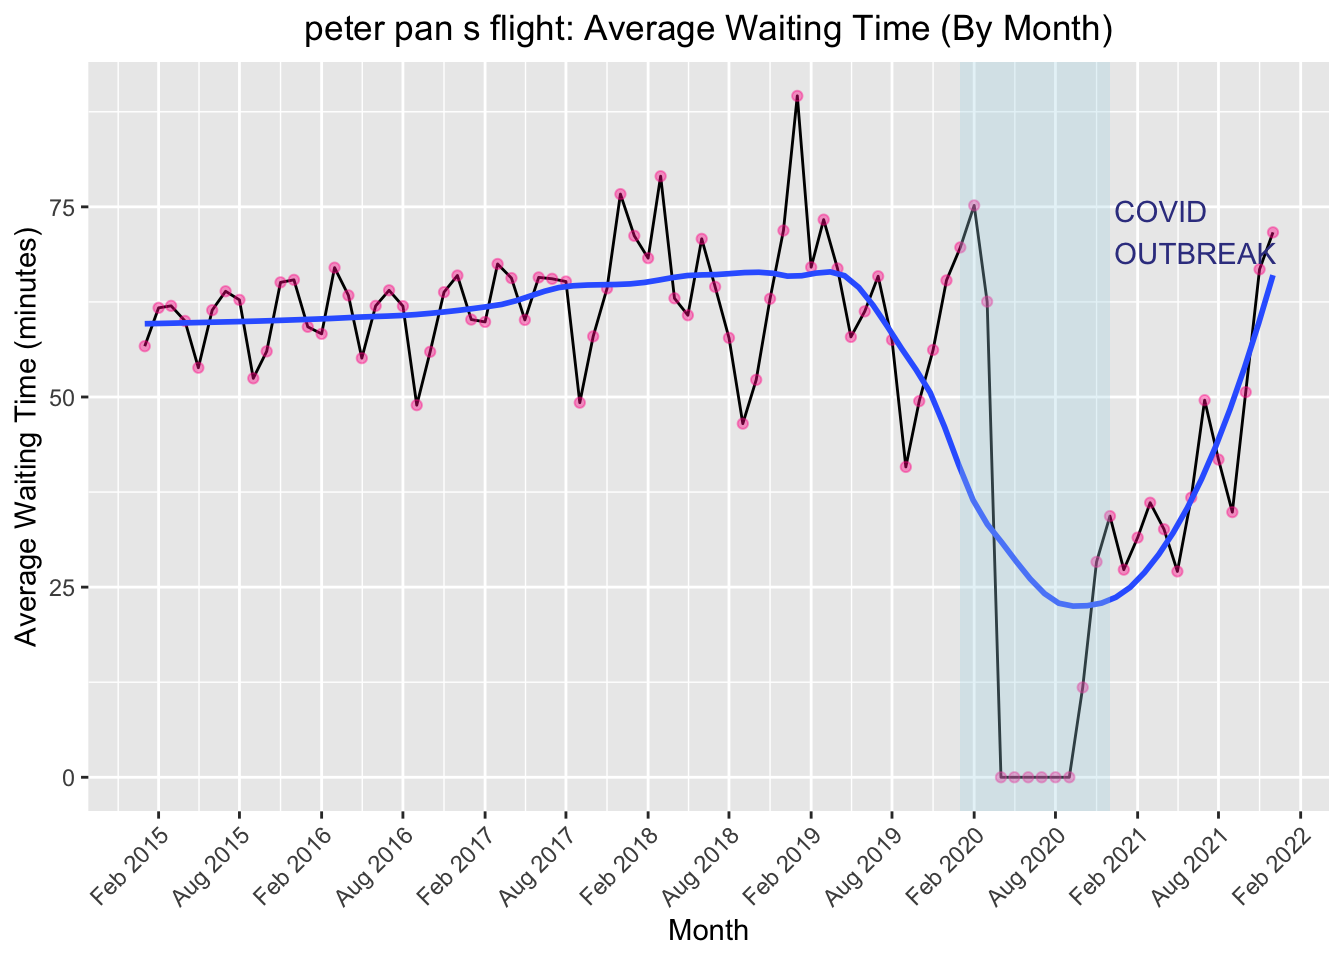 peter pan s flight: Average Waiting Time (By Month)
Average Waiting Time (minutes)
75
50
25
0
COVID
OUTBREAK
Feb 2015
Aug 2015
Feb 2016
Aug 2016
Feb 2017
Aug 2017
Feb 2018
Aug 2018
Feb 2019
Aug 2019
Feb 2020
Aug 2020
Feb 2021
Aug 2021
Feb 2022
Month